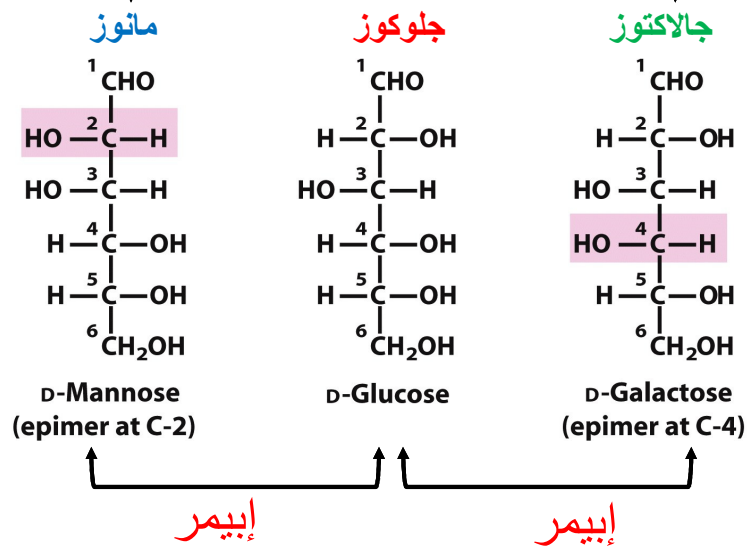 مانوز
1 CHO
HO 2 C H
HO 3 C H
H 4 C OH
H 5 C OH
6 CH₂OH
D-Mannose
(epimer at C-2)
جلوكوز
1 CHO
H 2 C OH
HO 3 C H
H 4 C OH
H 5 C OH
6 CH₂OH
D-Glucose
جالاكتوز
1 CHO
H 2 C OH
HO 3 C H
HO 4 C H
H 5 C OH
6 CH₂OH
D-Galactose
(epimer at C-4)
إبيمر
إبيمر